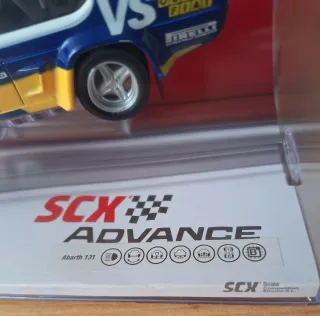 VS
PIRELLI
SCX
ADVANCE
Abarth 131
SCX